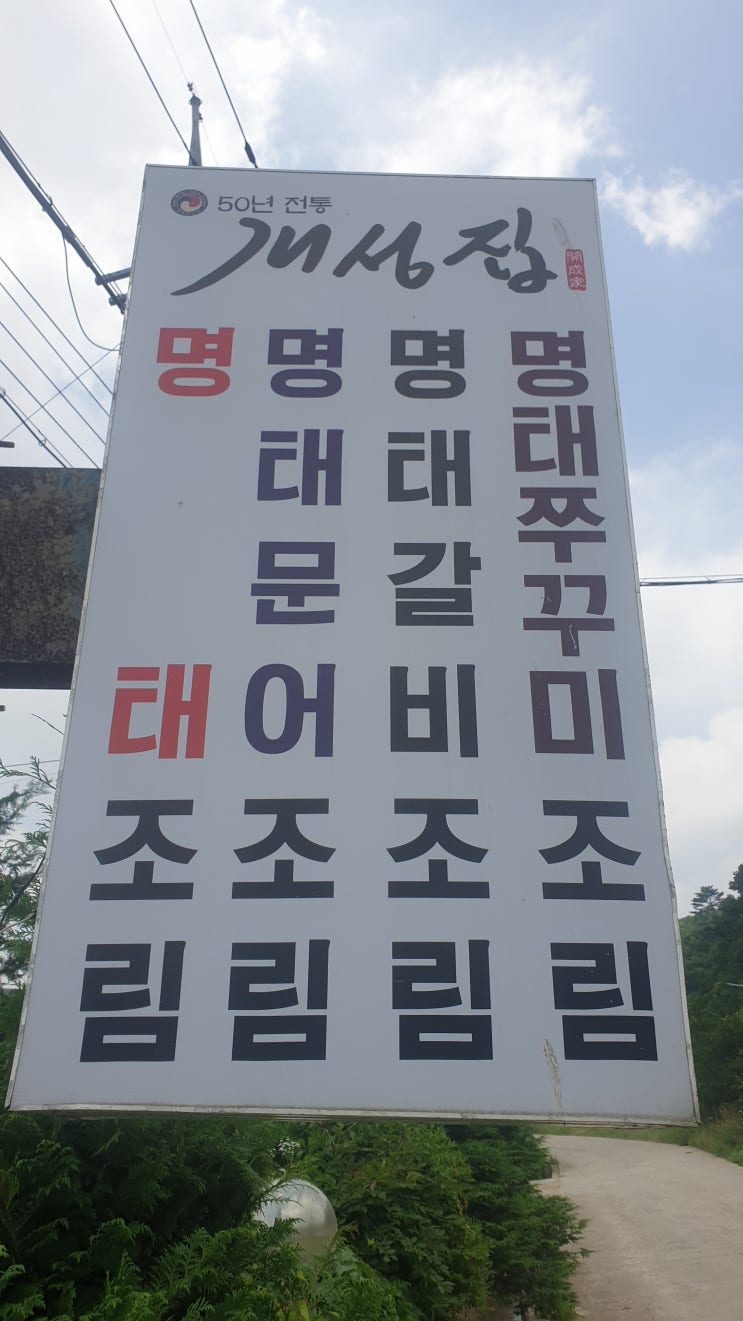 50년 전통
개성집
開成家
명태조림
명태문어조림
명태갈비조림
명태쭈꾸미조림